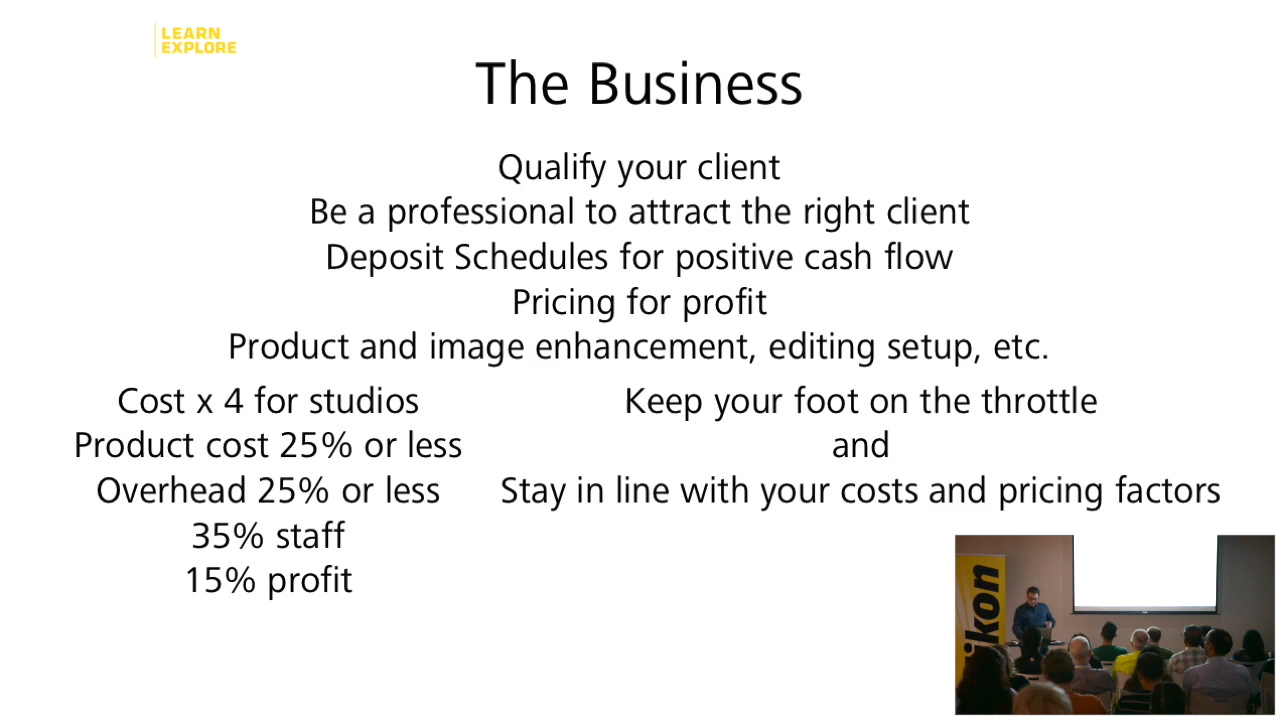 LEARN
EXPLORE
The Business
Qualify your client
Be a professional to attract the right client
Deposit Schedules for positive cash flow
Pricing for profit
Product and image enhancement, editing setup, etc.
Cost x 4 for studios
Product cost 25% or less
Overhead 25% or less
35% staff
15% profit
Keep your foot on the throttle
and
Stay in line with your costs and pricing factors
ikon